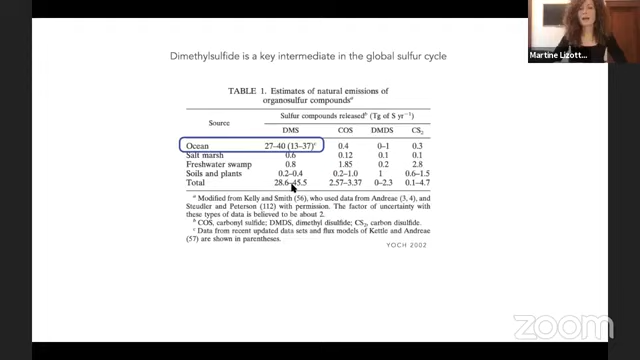 Dimethylsulfide is a key intermediate in the global sulfur cycle
Martine Lizott...
TABLE 1. Estimates of natural emissions of
organosulfur compoundsᵃ
Source
Sulfur compounds releasedᵇ (Tg of S yr⁻¹)
DMS COS DMDS CS₂
Ocean 27–40 (13–37)ᶜ 0.4 0–1 0.3
Salt marsh 0.6 0.12 0.1 0.1
Freshwater swamp 0.8 1.85 0.2 2.8
Soils and plants 0.2–0.4 0.2–1.0 1 0.6–1.5
Total 28.6–45.5 2.57–3.37 0–2.3 0.1–4.7
ᵃ Modified from Kelly and Smith (56), who used data from Andreae (3, 4), and
Steudler and Peterson (112) with permission. The factor of uncertainty with
these types of data is believed to be about 2.
ᵇ COS, carbonyl sulfide; DMDS, dimethyl disulfide; CS₂, carbon disulfide.
ᶜ Data from recent updated data sets and flux models of Kettle and Andreae
(57) are shown in parentheses.
YOCH 2002
zoom